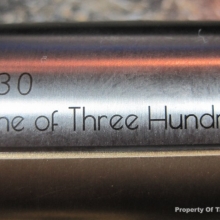 30
ne of Three Hundr
Property Of T